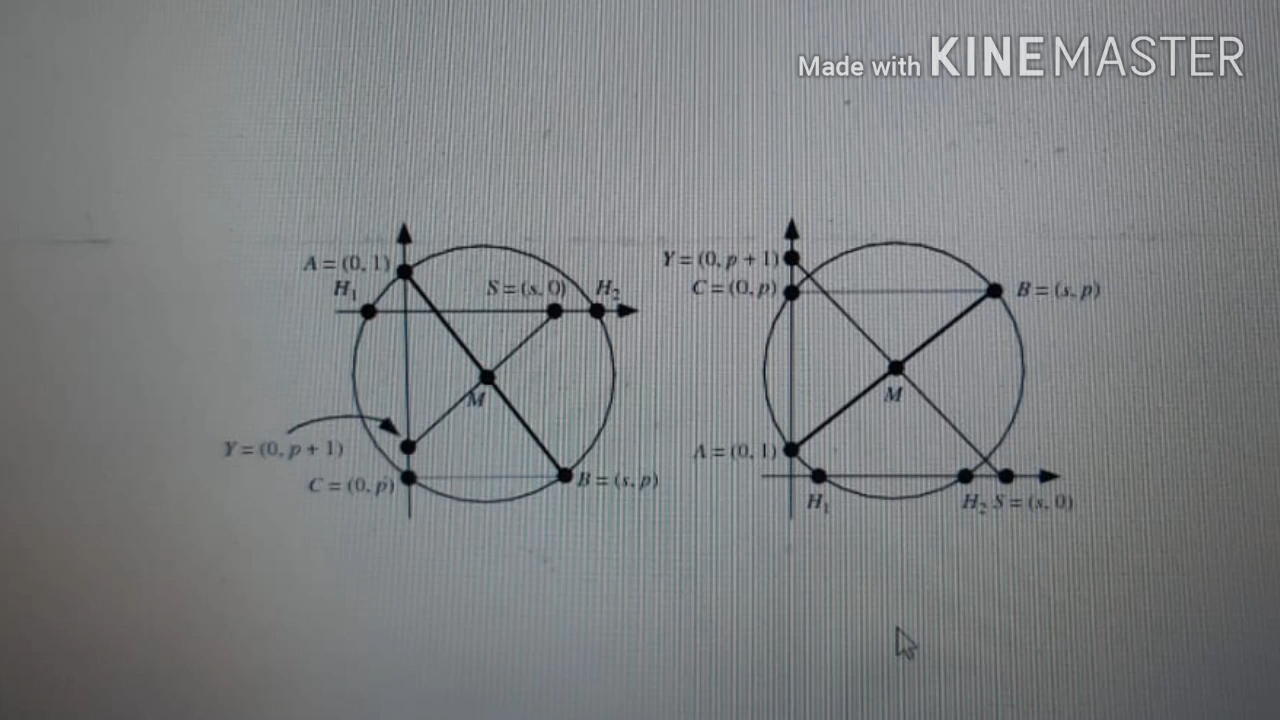 Made with KINEMASTER
A = (0, 1)
H₁
S = (s, 0)
H₂
M
Y = (0, p + 1)
C = (0, p)
B = (s, p)
Y = (0, p + 1)
C = (0, p)
B = (s, p)
M
A = (0, 1)
H₁
H₂ S = (s, 0)